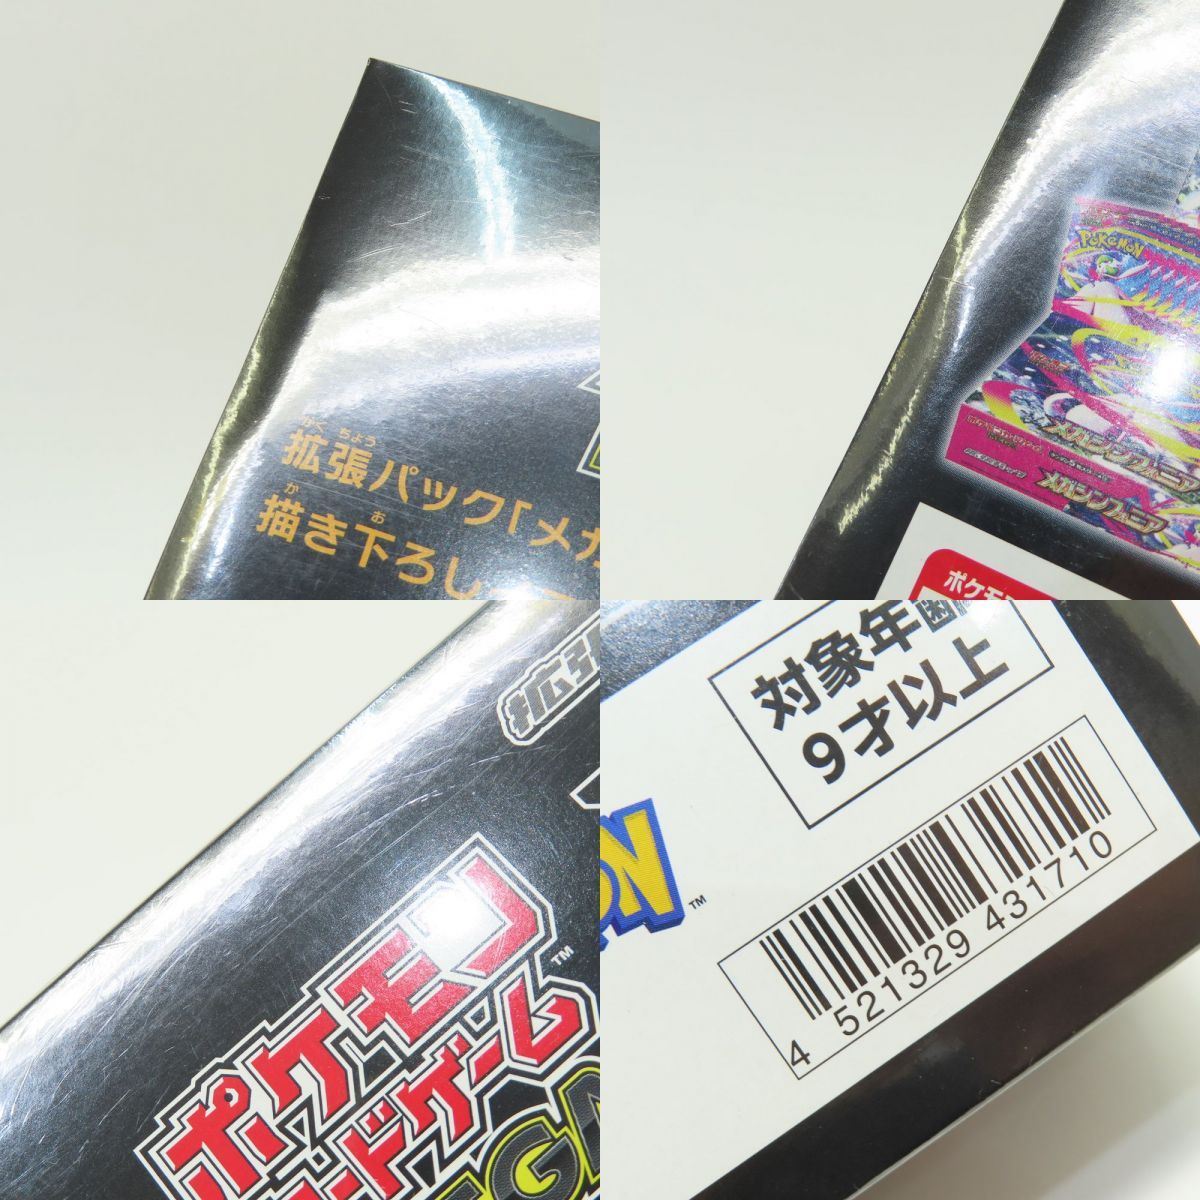 かくちょう
拡張パック「メガ
か お
描き下ろし
POKÉMON
メガシンフォニア
メガシンフォニア
ポケモン
拡張
ポケモン
ードゲーム™
EGA
対象年齢
9才以上
ON™
4 521329 431710